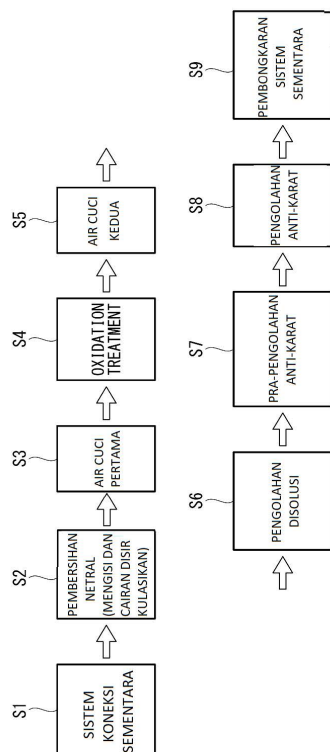 S1
SISTEM
KONEKSI
SEMENTARA
S2
PEMBERSIHAN
NETRAL
(MENGISI DAN
CAIRAN DISIR
KULASIKAN)
S3
AIR CUCI
PERTAMA
S4
OXIDATION
TREATMENT
S5
AIR CUCI
KEDUA
S6
PENGOLAHAN
DISOLUSI
S7
PRA-PENGOLAHAN
ANTI-KARAT
S8
PENGOLAHAN
ANTI-KARAT
S9
PEMBONGKARAN
SISTEM
SEMENTARA